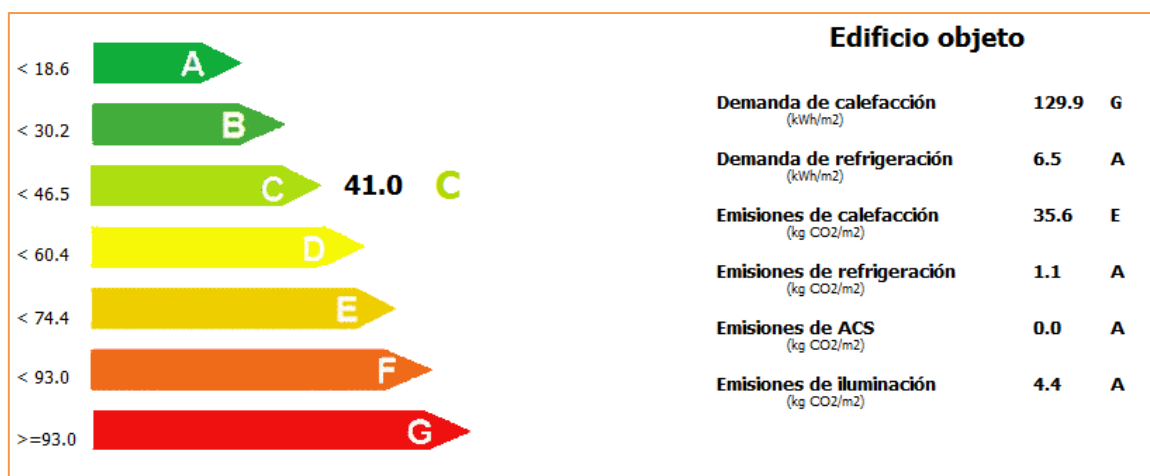 Edificio objeto
< 18.6 A
< 30.2 B
< 46.5 C 41.0 C
< 60.4 D
< 74.4 E
< 93.0 F
>=93.0 G
Demanda de calefacción 129.9 G
(kWh/m2)
Demanda de refrigeración 6.5 A
(kWh/m2)
Emisiones de calefacción 35.6 E
(kg CO2/m2)
Emisiones de refrigeración 1.1 A
(kg CO2/m2)
Emisiones de ACS 0.0 A
(kg CO2/m2)
Emisiones de iluminación 4.4 A
(kg CO2/m2)